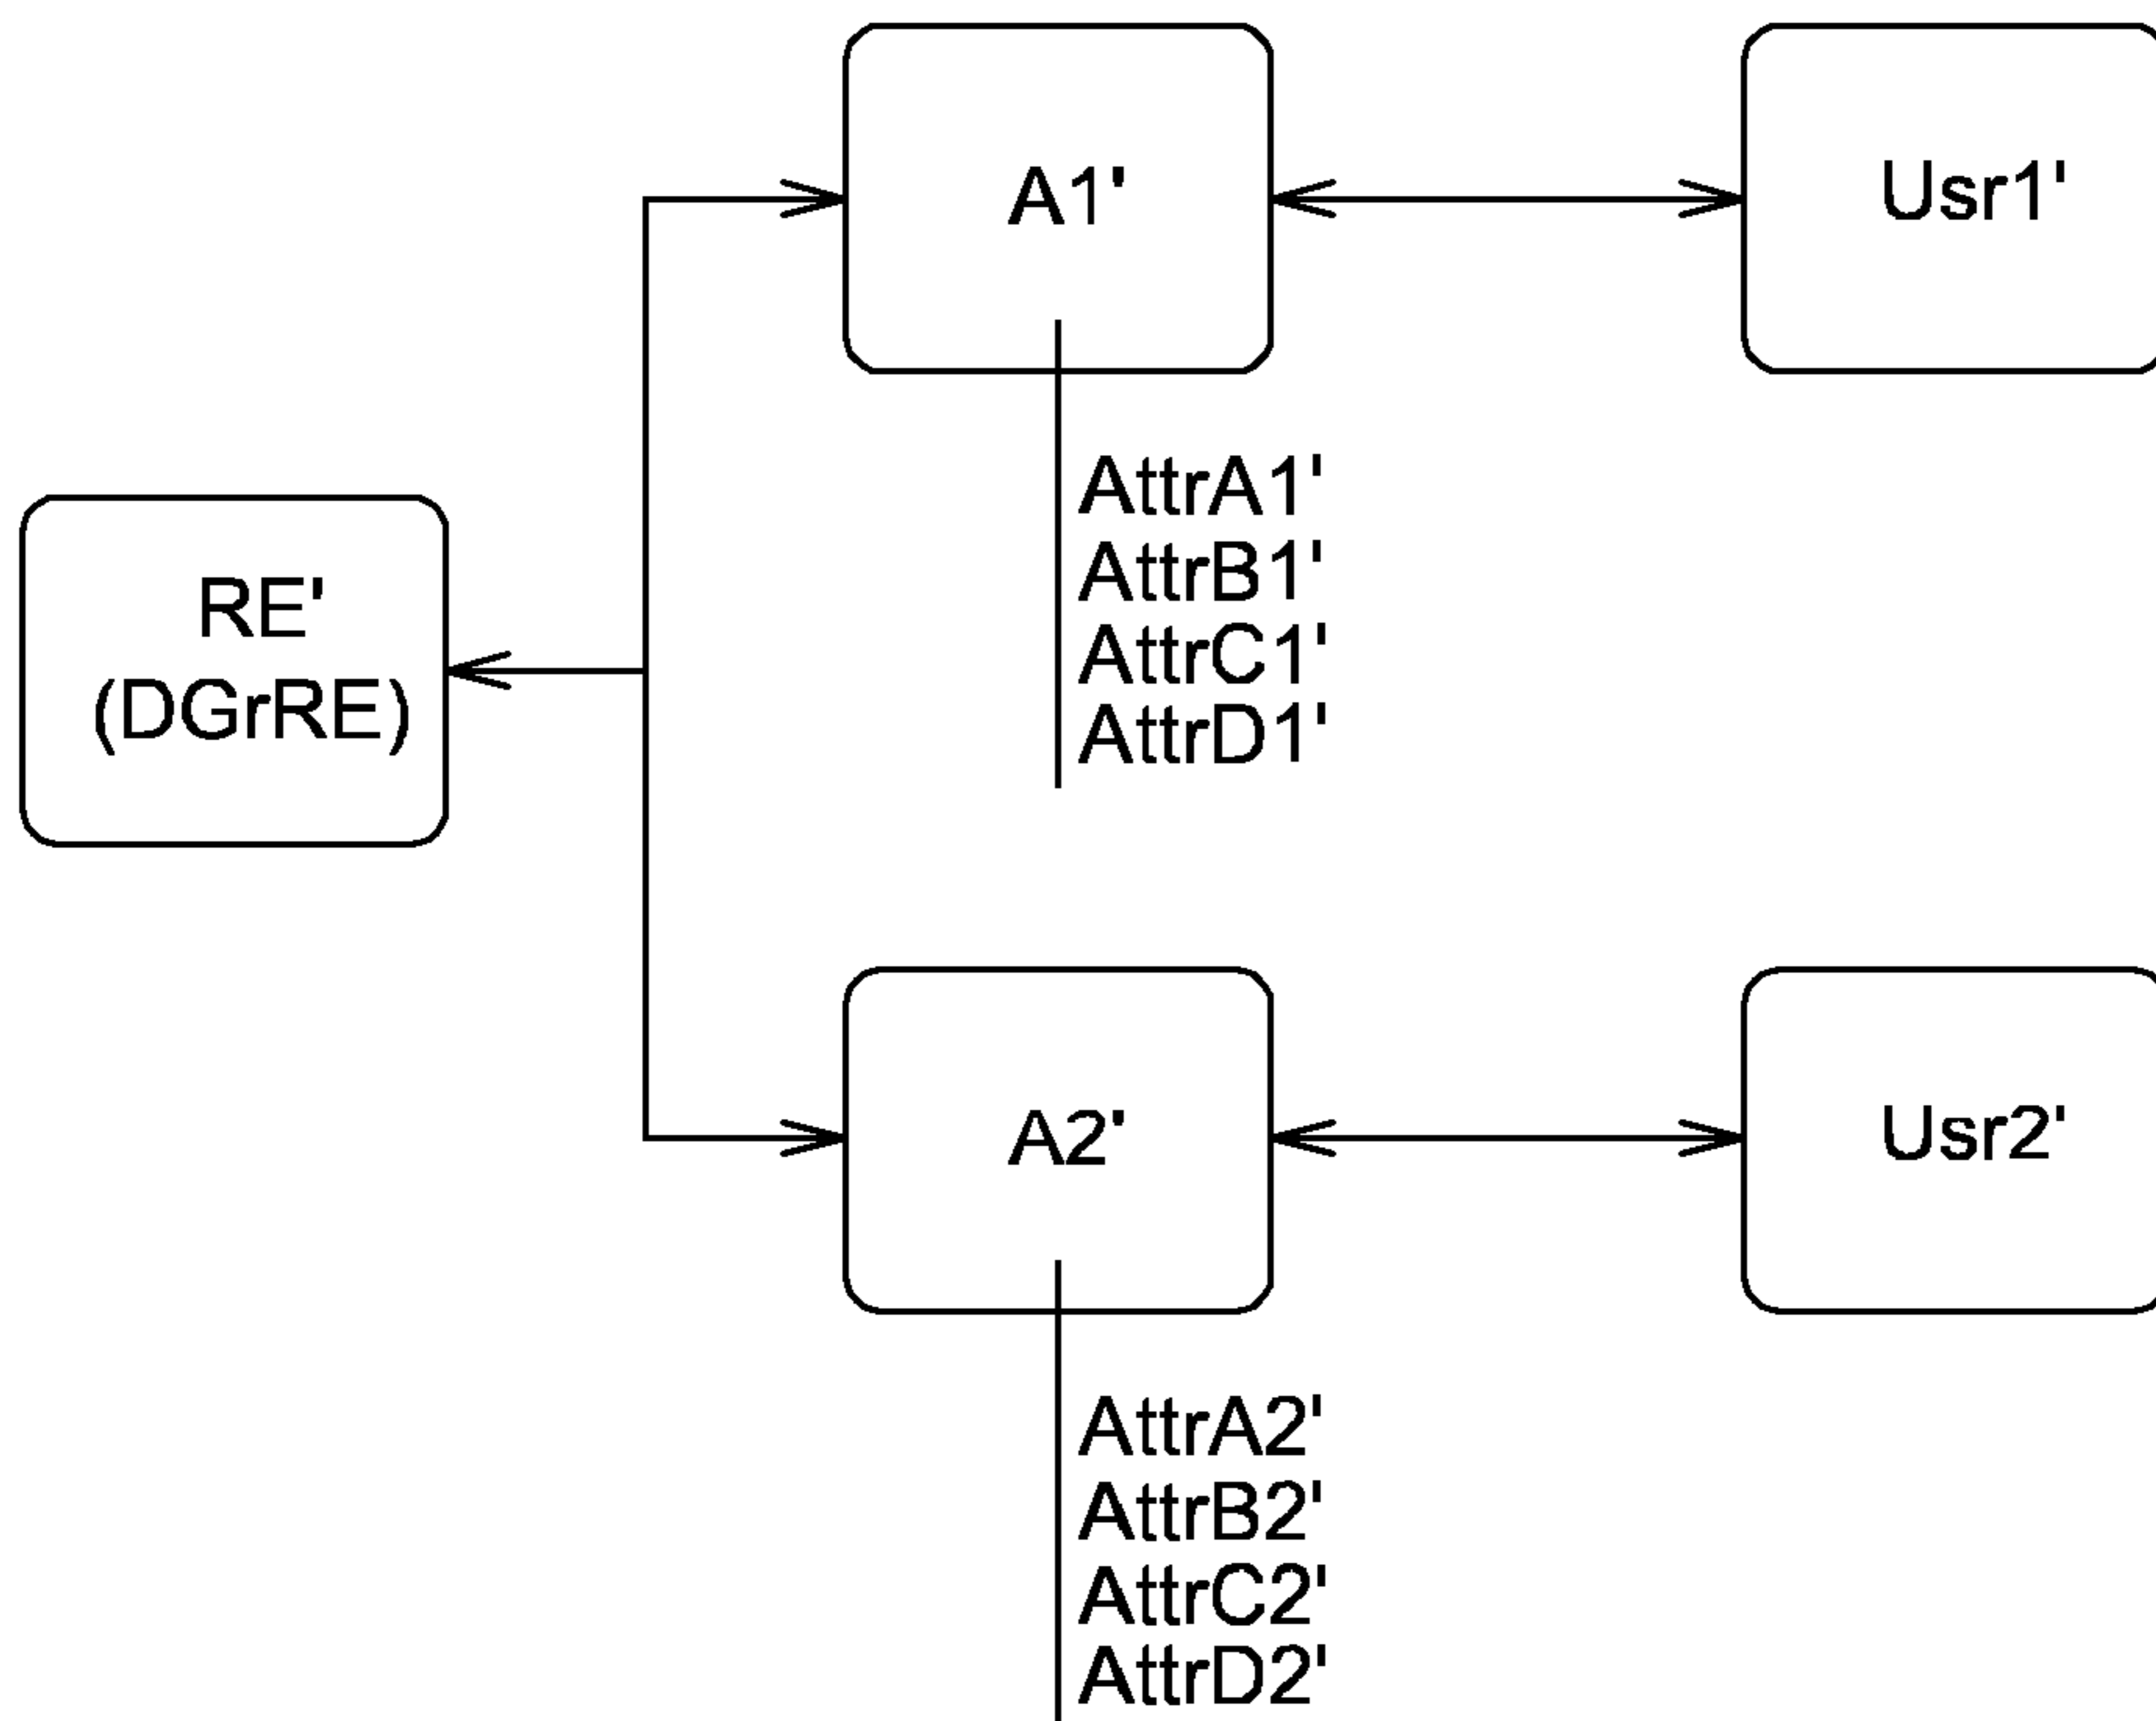 A1'
Usr1'
AttrA1'
AttrB1'
AttrC1'
AttrD1'
RE'
(DGrRE)
A2'
Usr2'
AttrA2'
AttrB2'
AttrC2'
AttrD2'